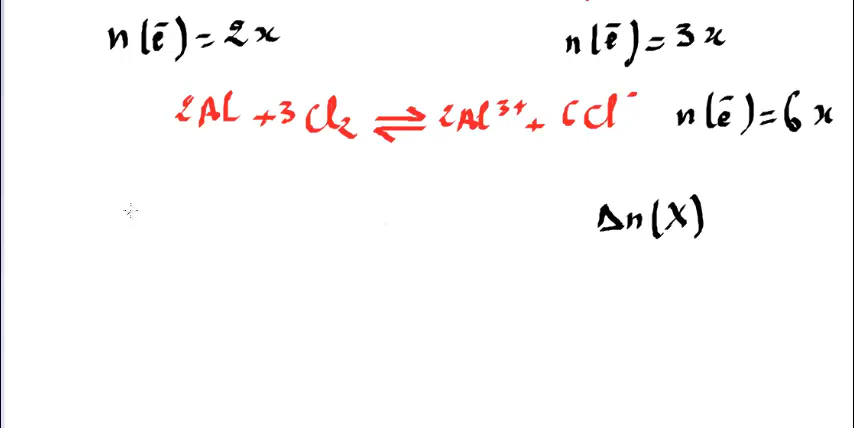 n(ē) = 2x n(ē) = 3x
2Al + 3Cl₂ ⇌ 2Al³⁺ + 6Cl⁻ n(ē) = 6x
Δn(X)